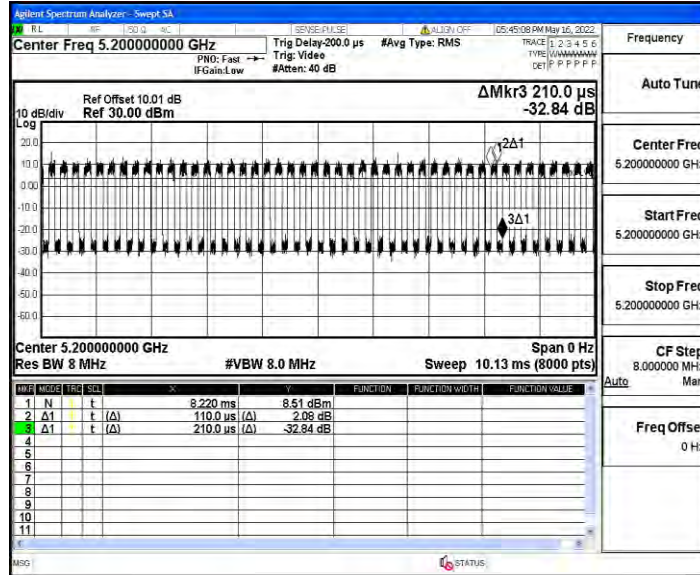 Agilent Spectrum Analyzer - Swept SA
RL RF 50 Ω AC SENSE:PULSE ALIGN OFF 05:45:08 PM May 16, 2022
Center Freq 5.200000000 GHz
PNO: Fast
IFGain:Low
Trig Delay-200.0 µs
Trig: Video
#Atten: 40 dB
#Avg Type: RMS
TRACE 1 2 3 4 5 6
TYPE WWWWWW
DET P P P P P P
Ref Offset 10.01 dB
10 dB/div Ref 30.00 dBm
Log
ΔMkr3 210.0 µs
-32.84 dB
20.0
10.0
0.00
-10.0
-20.0
-30.0
-40.0
-50.0
-60.0
2Δ1
3Δ1
Center 5.200000000 GHz Span 0 Hz
Res BW 8 MHz #VBW 8.0 MHz Sweep 10.13 ms (8000 pts)
MKR MODE TRC SCL X Y FUNCTION FUNCTION WIDTH FUNCTION VALUE
1 N t 8.220 ms 8.51 dBm
2 Δ1 t (Δ) 110.0 µs (Δ) 2.08 dB
3 Δ1 t (Δ) 210.0 µs (Δ) -32.84 dB
4
5
6
7
8
9
10
11
MSG STATUS
Frequency
Auto Tune
Center Freq
5.200000000 GHz
Start Freq
5.200000000 GHz
Stop Freq
5.200000000 GHz
CF Step
8.000000 MHz
Auto Man
Freq Offset
0 Hz